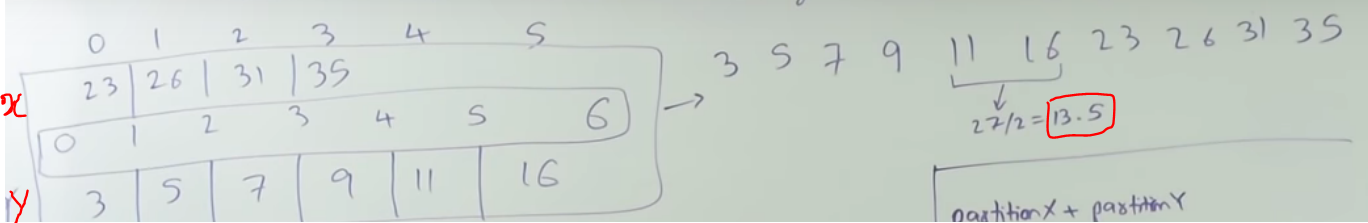 0 1 2 3 4 5
x 23 26 31 35
0 1 2 3 4 5 6
y 3 5 7 9 11 16
3 5 7 9 11 16 23 26 31 35
27/2 = 13.5
partitionX + partitionY